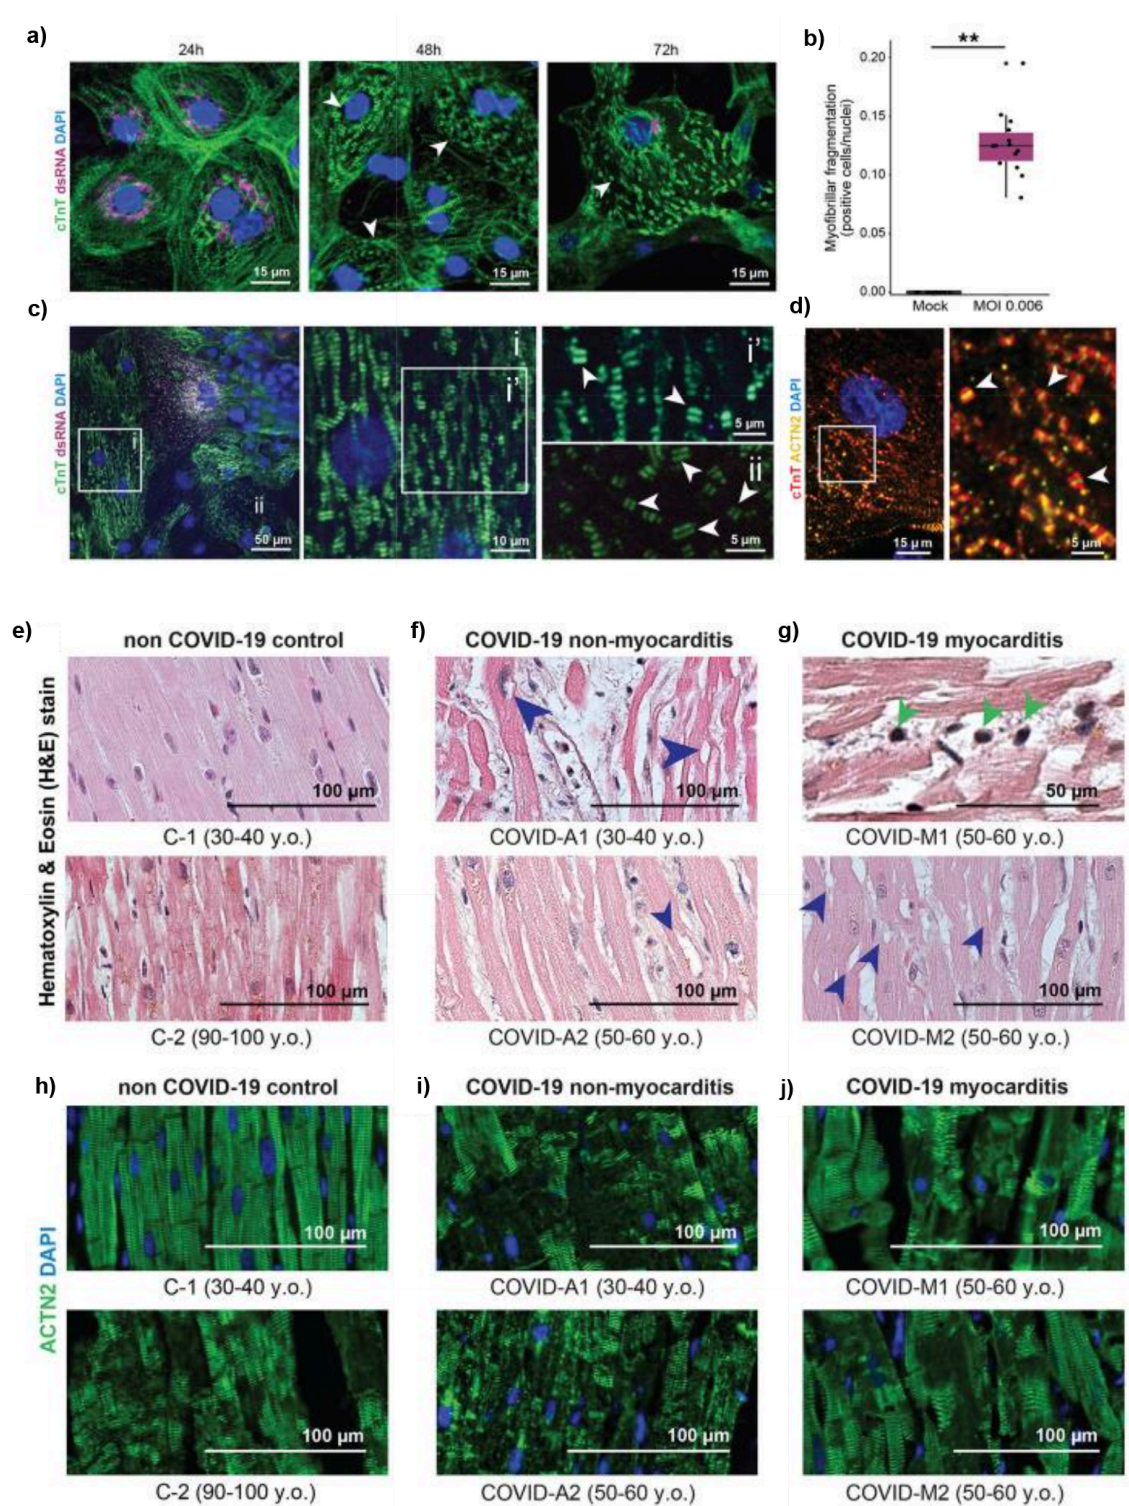 a)
24h
48h
72h
cTnT dsRNA DAPI
15 µm
15 µm
15 µm
b)
**
Myofibrillar fragmentation
(positive cells/nuclei)
0.20
0.15
0.10
0.05
0.00
Mock
MOI 0.006
c)
cTnT dsRNA DAPI
i
ii
50 µm
i
i’
10 µm
i’
5 µm
ii
5 µm
d)
cTnT ACTN2 DAPI
15 µm
5 µm
Hematoxylin & Eosin (H&E) stain
e)
non COVID-19 control
100 µm
C-1 (30-40 y.o.)
100 µm
C-2 (90-100 y.o.)
f)
COVID-19 non-myocarditis
100 µm
COVID-A1 (30-40 y.o.)
100 µm
COVID-A2 (50-60 y.o.)
g)
COVID-19 myocarditis
50 µm
COVID-M1 (50-60 y.o.)
100 µm
COVID-M2 (50-60 y.o.)
ACTN2 DAPI
h)
non COVID-19 control
100 µm
C-1 (30-40 y.o.)
100 µm
C-2 (90-100 y.o.)
i)
COVID-19 non-myocarditis
100 µm
COVID-A1 (30-40 y.o.)
100 µm
COVID-A2 (50-60 y.o.)
j)
COVID-19 myocarditis
100 µm
COVID-M1 (50-60 y.o.)
100 µm
COVID-M2 (50-60 y.o.)